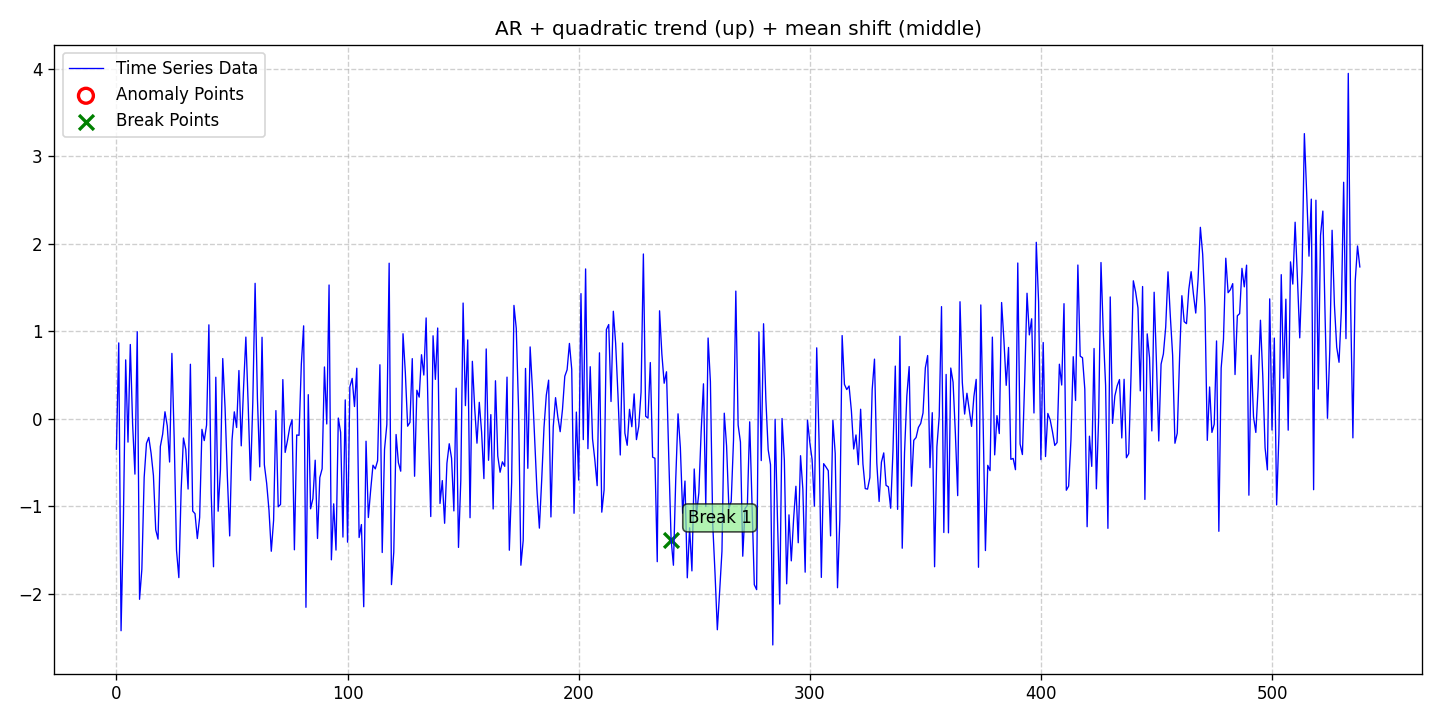 AR + quadratic trend (up) + mean shift (middle)
Time Series Data
Anomaly Points
Break Points
4
3
2
1
0
−1
−2
Break 1
0
100
200
300
400
500